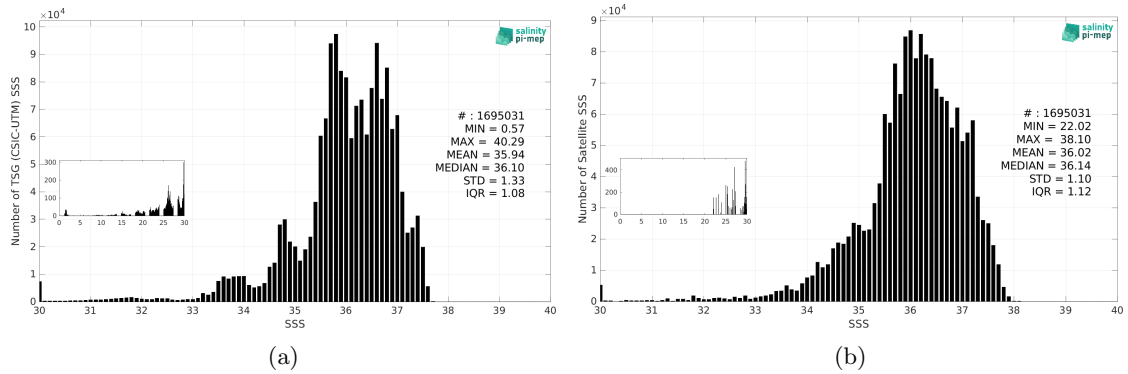 ×10^4
10
9
8
7
6
5
4
3
2
1
0
Number of TSG (CSIC-UTM) SSS
salinity
pi-mep
# : 1695031
MIN = 0.57
MAX = 40.29
MEAN = 35.94
MEDIAN = 36.10
STD = 1.33
IQR = 1.08
300
200
100
0
0 5 10 15 20 25 30
30 31 32 33 34 35 36 37 38 39 40
SSS
(a)
×10^4
9
8
7
6
5
4
3
2
1
0
Number of Satellite SSS
salinity
pi-mep
# : 1695031
MIN = 22.02
MAX = 38.10
MEAN = 36.02
MEDIAN = 36.14
STD = 1.10
IQR = 1.12
400
200
0
0 5 10 15 20 25 30
30 31 32 33 34 35 36 37 38 39 40
SSS
(b)